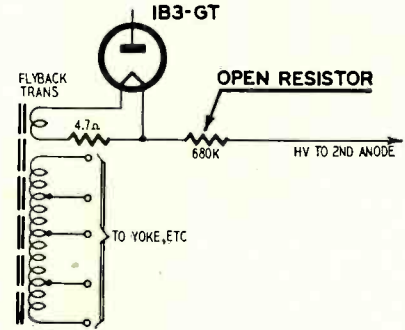 1B3-GT
FLYBACK
TRANS
OPEN RESISTOR
4.7Ω
680K
HV TO 2ND ANODE
TO YOKE, ETC